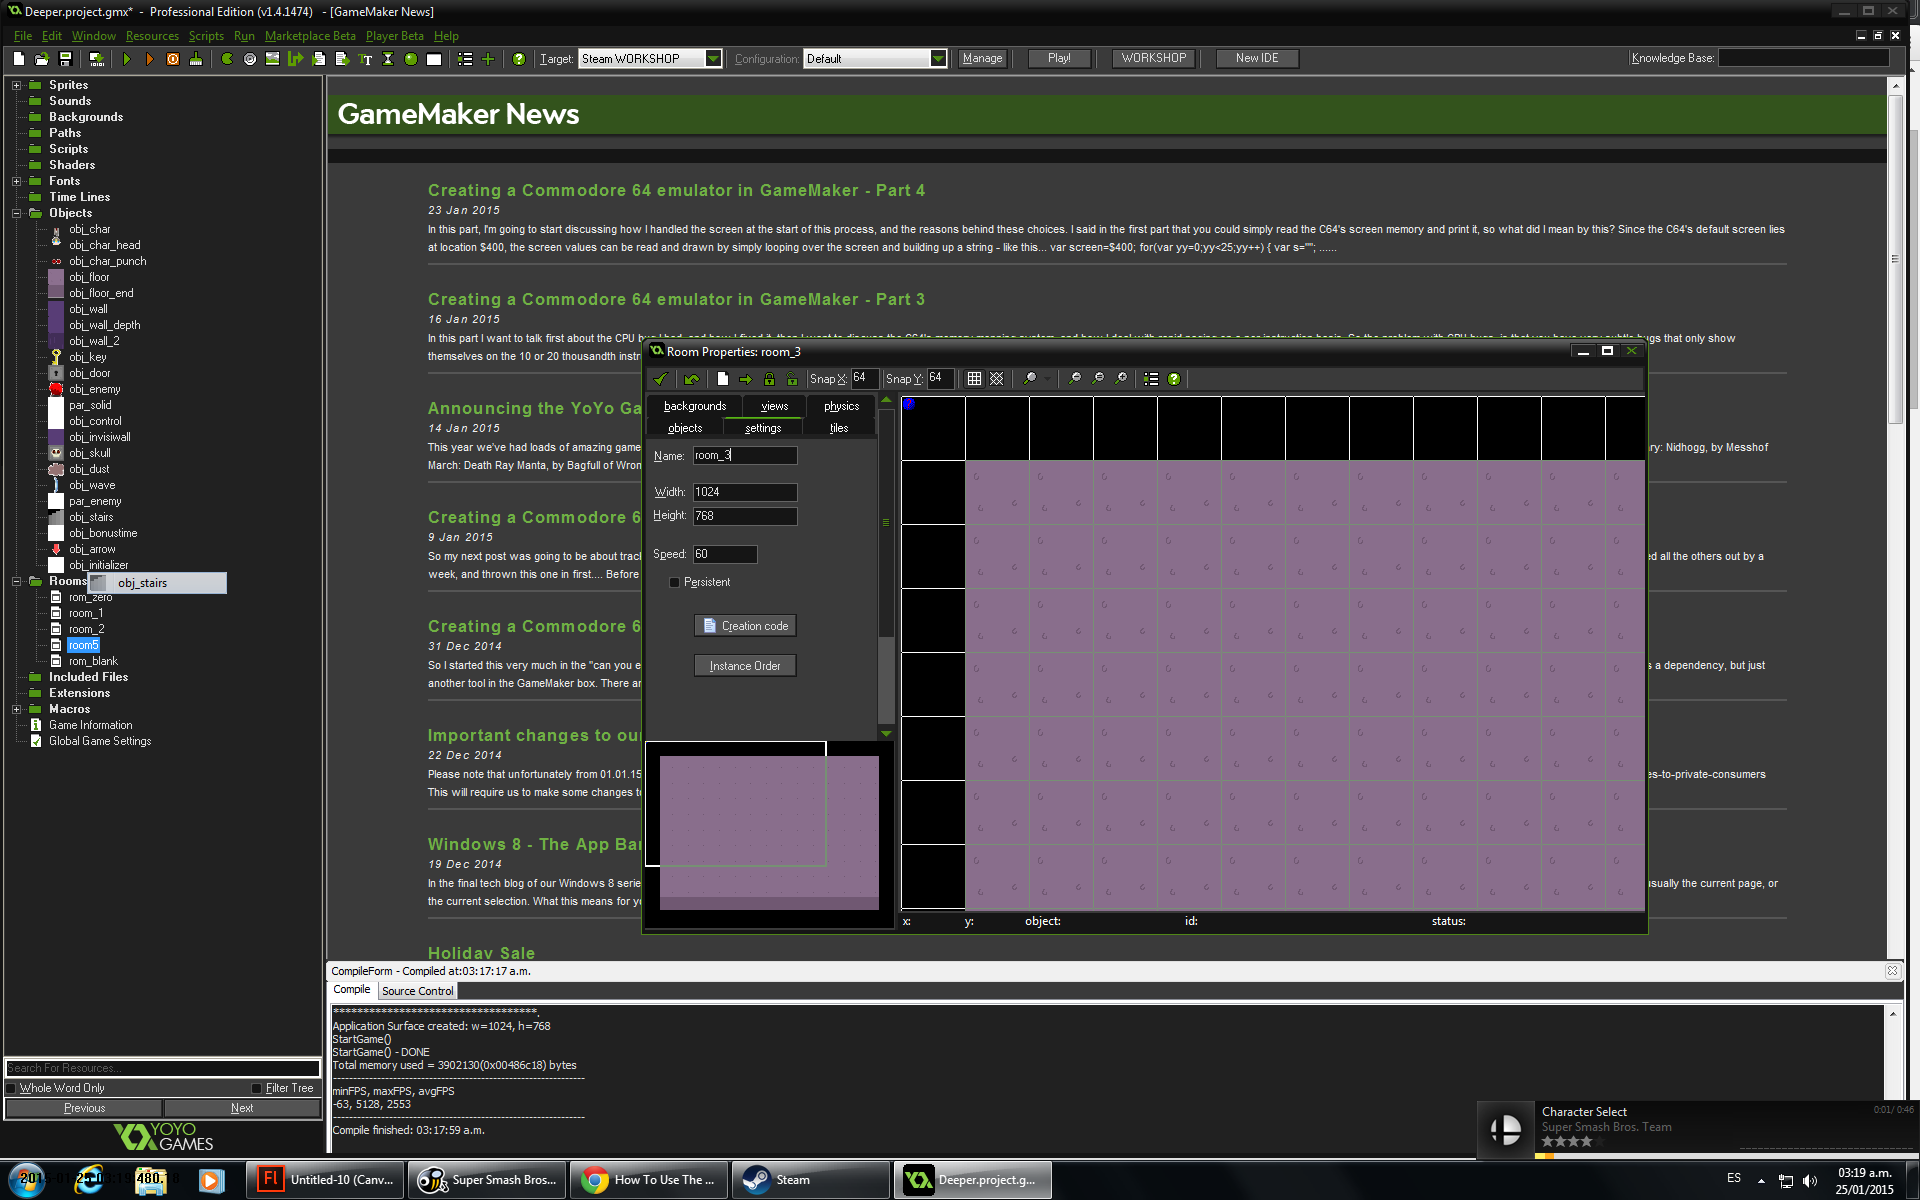 Deeper.project.gmx* - Professional Edition (v1.4.1474) - [GameMaker News]
File Edit Window Resources Scripts Run Marketplace Beta Player Beta Help
Target: Steam WORKSHOP Configuration: Default Manage Play! WORKSHOP New IDE Knowledge Base:
Sprites
Sounds
Backgrounds
Paths
Scripts
Shaders
Fonts
Time Lines
Objects
obj_char
obj_char_head
obj_char_punch
obj_floor
obj_floor_end
obj_wall
obj_wall_depth
obj_wall_2
obj_key
obj_door
obj_enemy
par_solid
obj_control
obj_invisiwall
obj_skull
obj_dust
obj_wave
par_enemy
obj_stairs
obj_bonustime
obj_arrow
obj_initializer
Rooms
obj_stairs
rom_zero
room_1
room_2
room5
rom_blank
Included Files
Extensions
Macros
Game Information
Global Game Settings
Search For Resources...
Whole Word Only Filter Tree
Previous Next
YOYO
GAMES
GameMaker News
Creating a Commodore 64 emulator in GameMaker - Part 4
23 Jan 2015
In this part, I'm going to start discussing how I handled the screen at the start of this process, and the reasons behind these choices. I said in the first part that you could simply read the C64's screen memory and print it, so what did I mean by this? Since the C64's default screen lies
at location $400, the screen values can be read and drawn by simply looping over the screen and building up a string - like this... var screen=$400; for(var yy=0;yy<25;yy++) { var s=""; ......
Creating a Commodore 64 emulator in GameMaker - Part 3
16 Jan 2015
In this part I want to talk first about the CPU
ugs that only show
themselves on the 10 or 20 thousandth instr
Announcing the YoYo Ga
14 Jan 2015
This year we've had loads of amazing game
ry: Nidhogg, by Messhof
March: Death Ray Manta, by Bagfull of Wron
Creating a Commodore 6
9 Jan 2015
So my next post was going to be about track
ed all the others out by a
week, and thrown this one in first.... Before
Creating a Commodore 6
31 Dec 2014
So I started this very much in the "can you e
s a dependency, but just
another tool in the GameMaker box. There ar
Important changes to our
22 Dec 2014
Please note that unfortunately from 01.01.15
es-to-private-consumers
This will require us to make some changes to
Windows 8 - The App Bar
19 Dec 2014
In the final tech blog of our Windows 8 serie
usually the current page, or
the current selection. What this means for yo
Holiday Sale
Room Properties: room_3
Snap X: 64 Snap Y: 64
backgrounds views physics
objects settings tiles
Name: room_3
Width: 1024
Height: 768
Speed: 60
Persistent
Creation code
Instance Order
x: y: object: id: status:
CompileForm - Compiled at:03:17:17 a.m.
Compile Source Control
Application Surface created: w=1024, h=768
StartGame()
StartGame() - DONE
Total memory used = 3902130(0x00486c18) bytes
minFPS, maxFPS, avgFPS
-63, 5128, 2553
Compile finished: 03:17:59 a.m.
Character Select 0:01/ 0:46
Super Smash Bros. Team
Untitled-10 (Canv... Super Smash Bros... How To Use The ... Steam Deeper.project.g...
ES
03:19 a.m.
25/01/2015